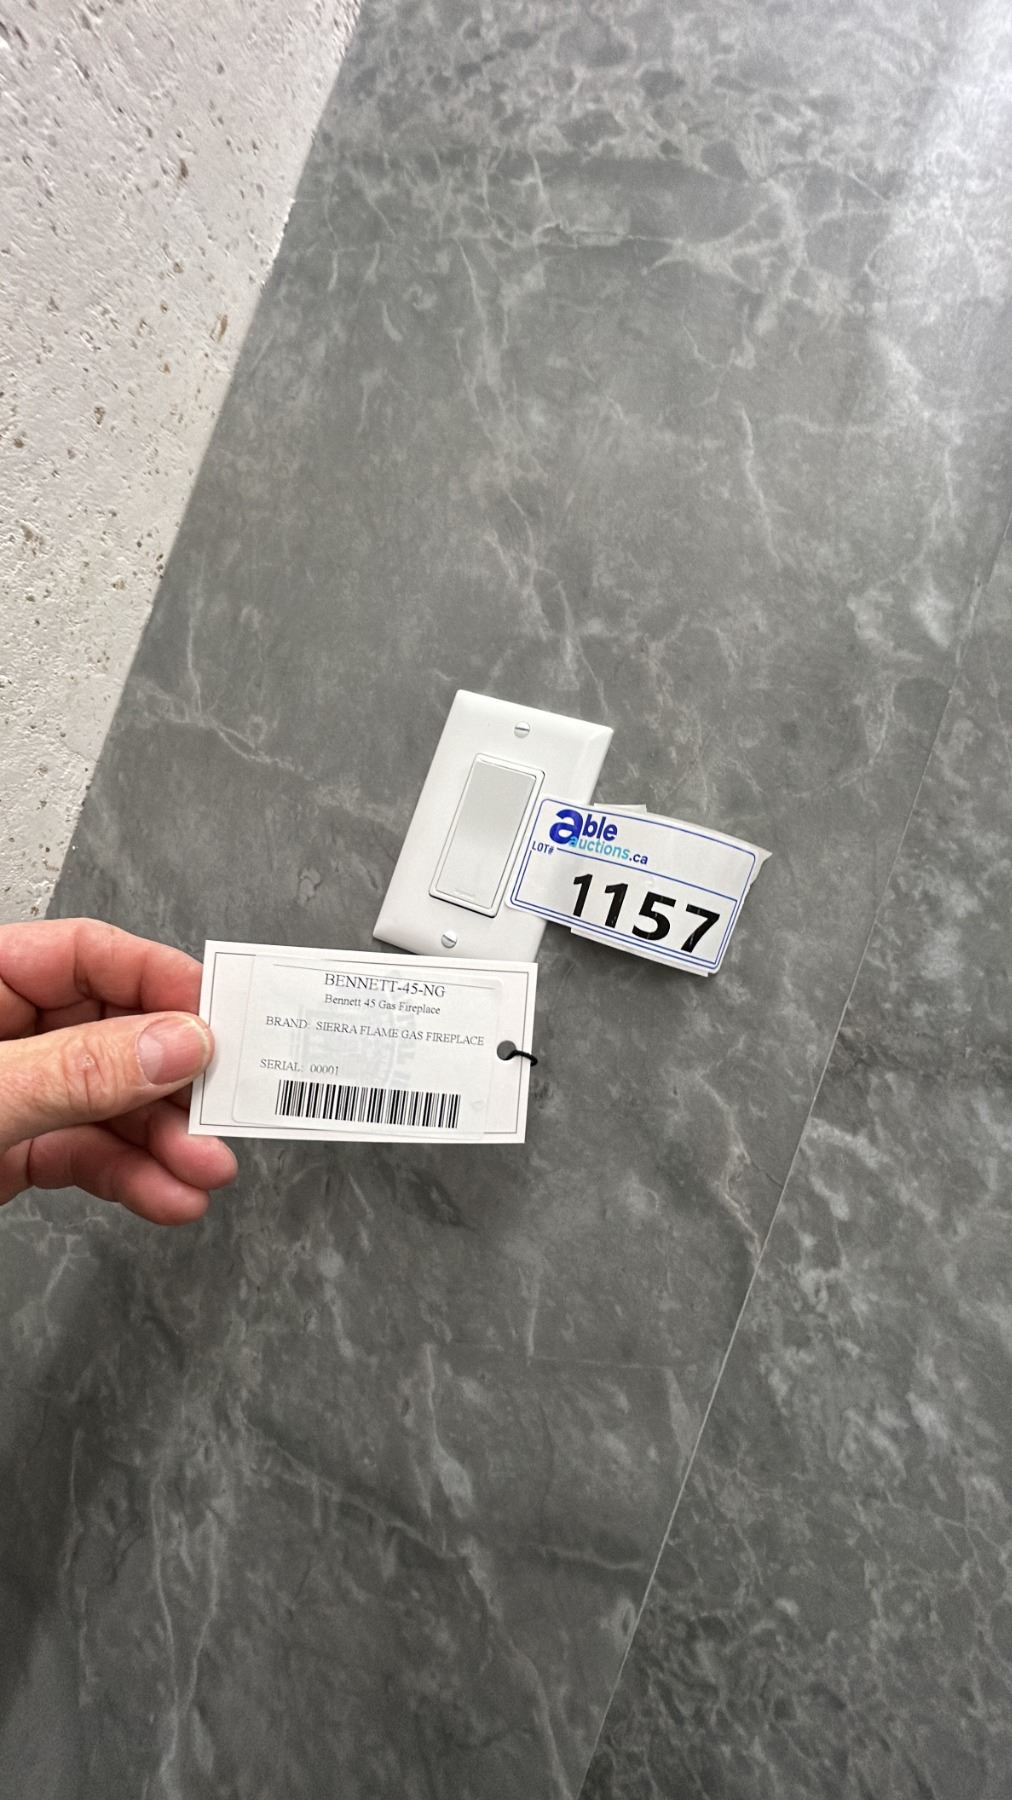 able
auctions.ca
LOT#
1157
BENNETT-45-NG
Bennett 45 Gas Fireplace
BRAND: SIERRA FLAME GAS FIREPLACE
SERIAL: 00001